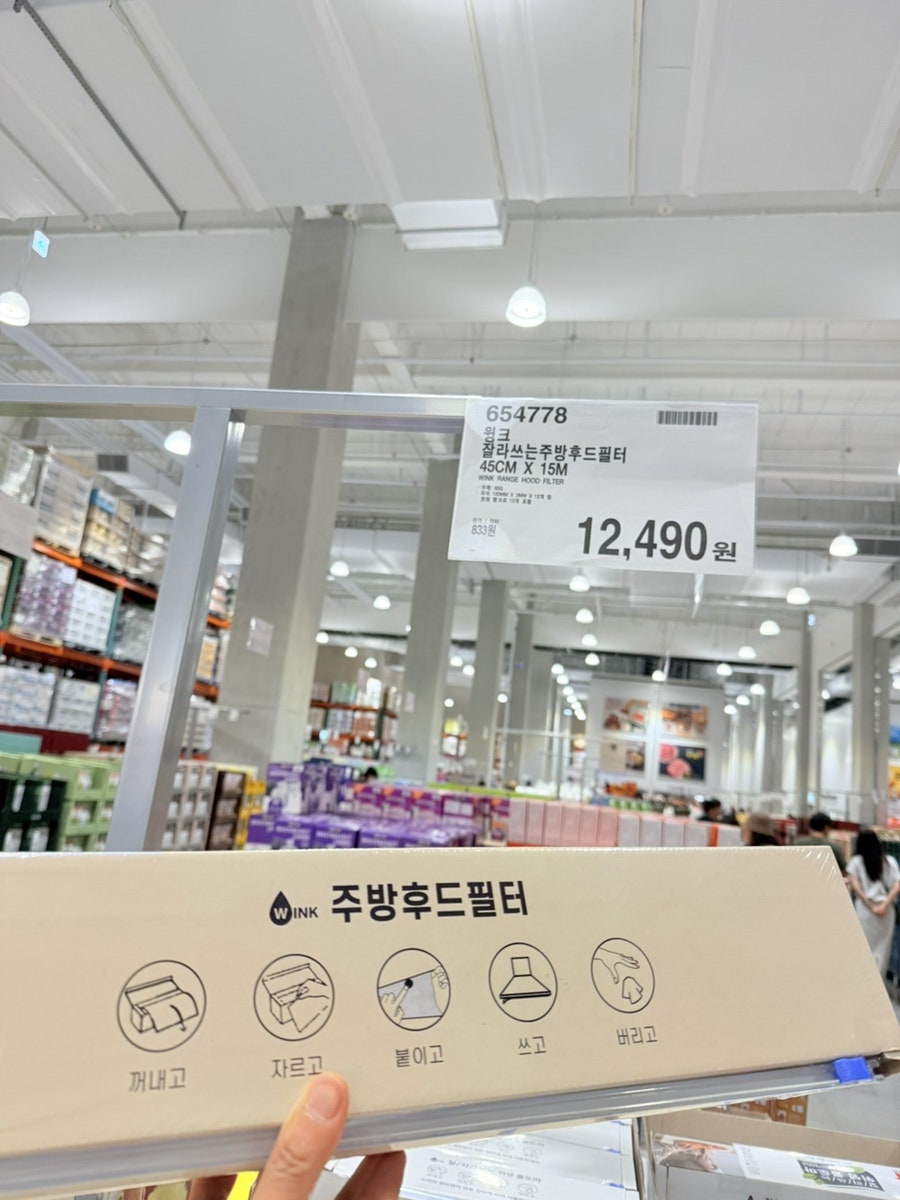 654778
윙크
잘라쓰는주방후드필터
45CM X 15M
WINK RANGE HOOD FILTER
833원
12,490원
WINK 주방후드필터
꺼내고
자르고
붙이고
쓰고
버리고